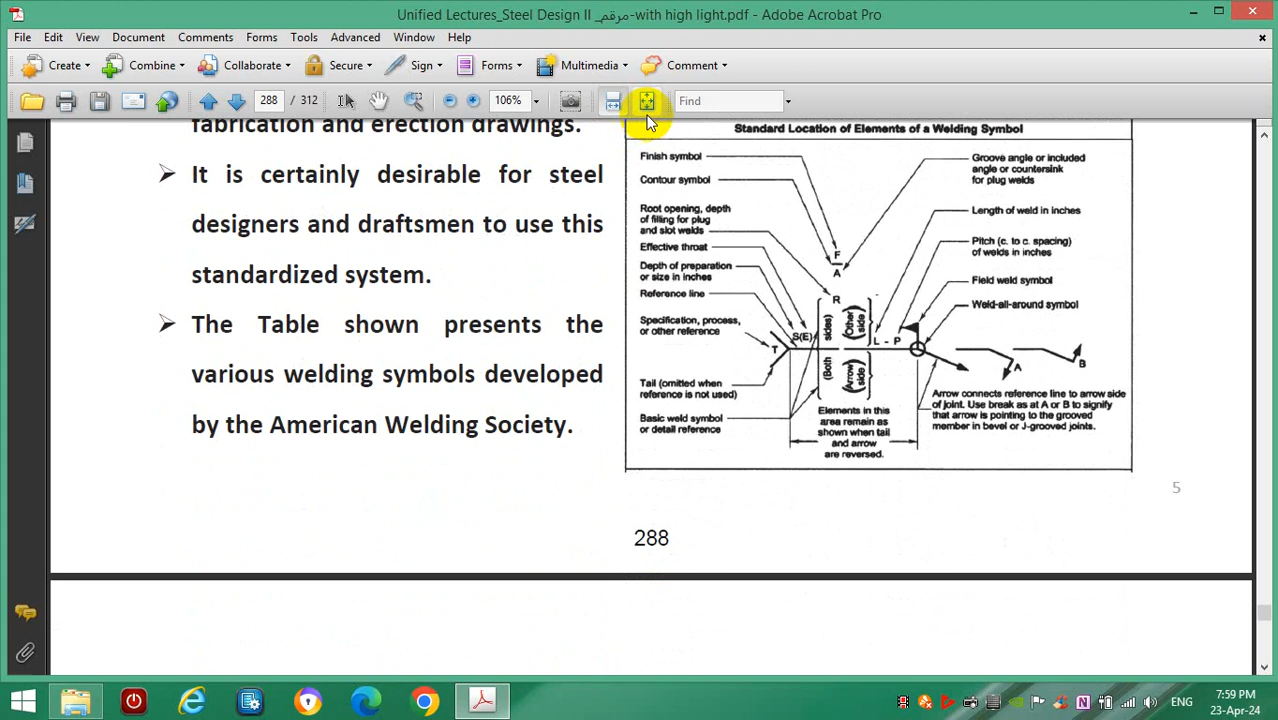 Unified Lectures_Steel Design II _مرقم-with high light.pdf - Adobe Acrobat Pro
File Edit View Document Comments Forms Tools Advanced Window Help
Create Combine Collaborate Secure Sign Forms Multimedia Comment
288 / 312 106% Find
fabrication and erection drawings.
➢ It is certainly desirable for steel
designers and draftsmen to use this
standardized system.
➢ The Table shown presents the
various welding symbols developed
by the American Welding Society.
Standard Location of Elements of a Welding Symbol
Finish symbol
Contour symbol
Root opening, depth
of filling for plug
and slot welds
Effective throat
Depth of preparation
or size in inches
Reference line
Specification, process,
or other reference
Tail (omitted when
reference is not used)
Basic weld symbol
or detail reference
F
A
R
S(E)
T
(Both
sides)
(Other
side)
(Arrow
side)
L - P
Elements in this
area remain as
shown when tail
and arrow
are reversed.
Groove angle or included
angle or countersink
for plug welds
Length of weld in inches
Pitch (c. to c. spacing)
of welds in inches
Field weld symbol
Weld-all-around symbol
A
B
Arrow connects reference line to arrow side
of joint. Use break as at A or B to signify
that arrow is pointing to the grooved
member in bevel or J-grooved joints.
5
288
ENG
7:59 PM
23-Apr-24